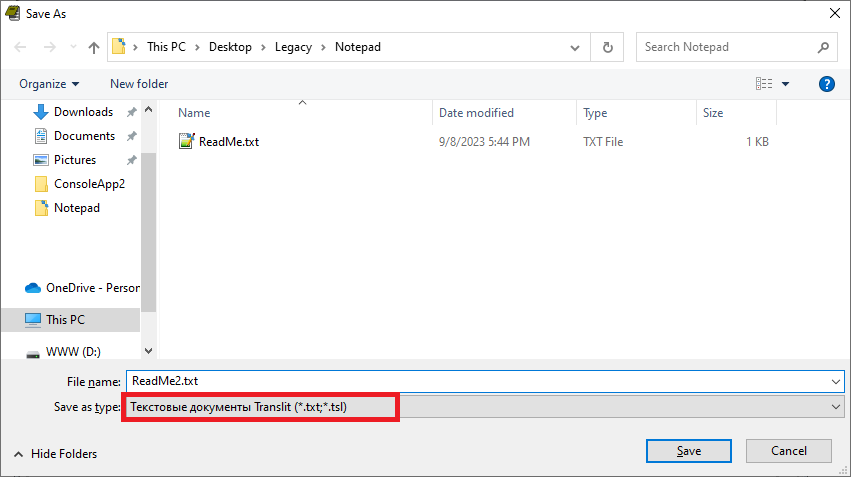 Save As
This PC > Desktop > Legacy > Notepad
Search Notepad
Organize
New folder
Downloads
Documents
Pictures
ConsoleApp2
Notepad
OneDrive - Person
This PC
WWW (D:)
Name
Date modified
Type
Size
ReadMe.txt
9/8/2023 5:44 PM
TXT File
1 KB
File name:
ReadMe2.txt
Save as type:
Текстовые документы Translit (*.txt;*.tsl)
Hide Folders
Save
Cancel